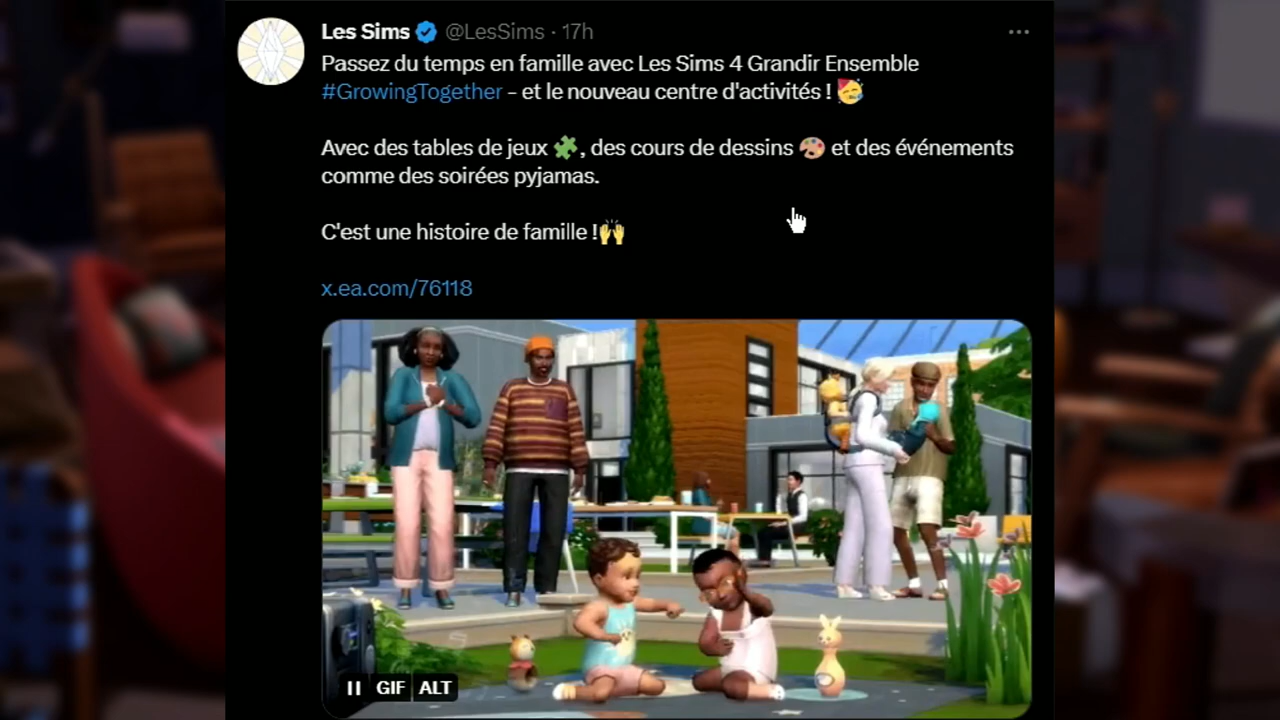 Les Sims @LesSims · 17h
Passez du temps en famille avec Les Sims 4 Grandir Ensemble
#GrowingTogether – et le nouveau centre d'activités ! 🥳
Avec des tables de jeux 🧩, des cours de dessins 🎨 et des événements
comme des soirées pyjamas.
C'est une histoire de famille !🙌
x.ea.com/76118
GIF ALT